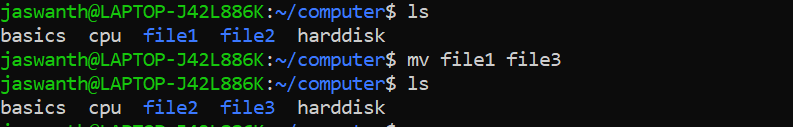 jaswanth@LAPTOP-J42L886K:~/computer$ ls
basics  cpu  file1  file2  harddisk
jaswanth@LAPTOP-J42L886K:~/computer$ mv file1 file3
jaswanth@LAPTOP-J42L886K:~/computer$ ls
basics  cpu  file2  file3  harddisk